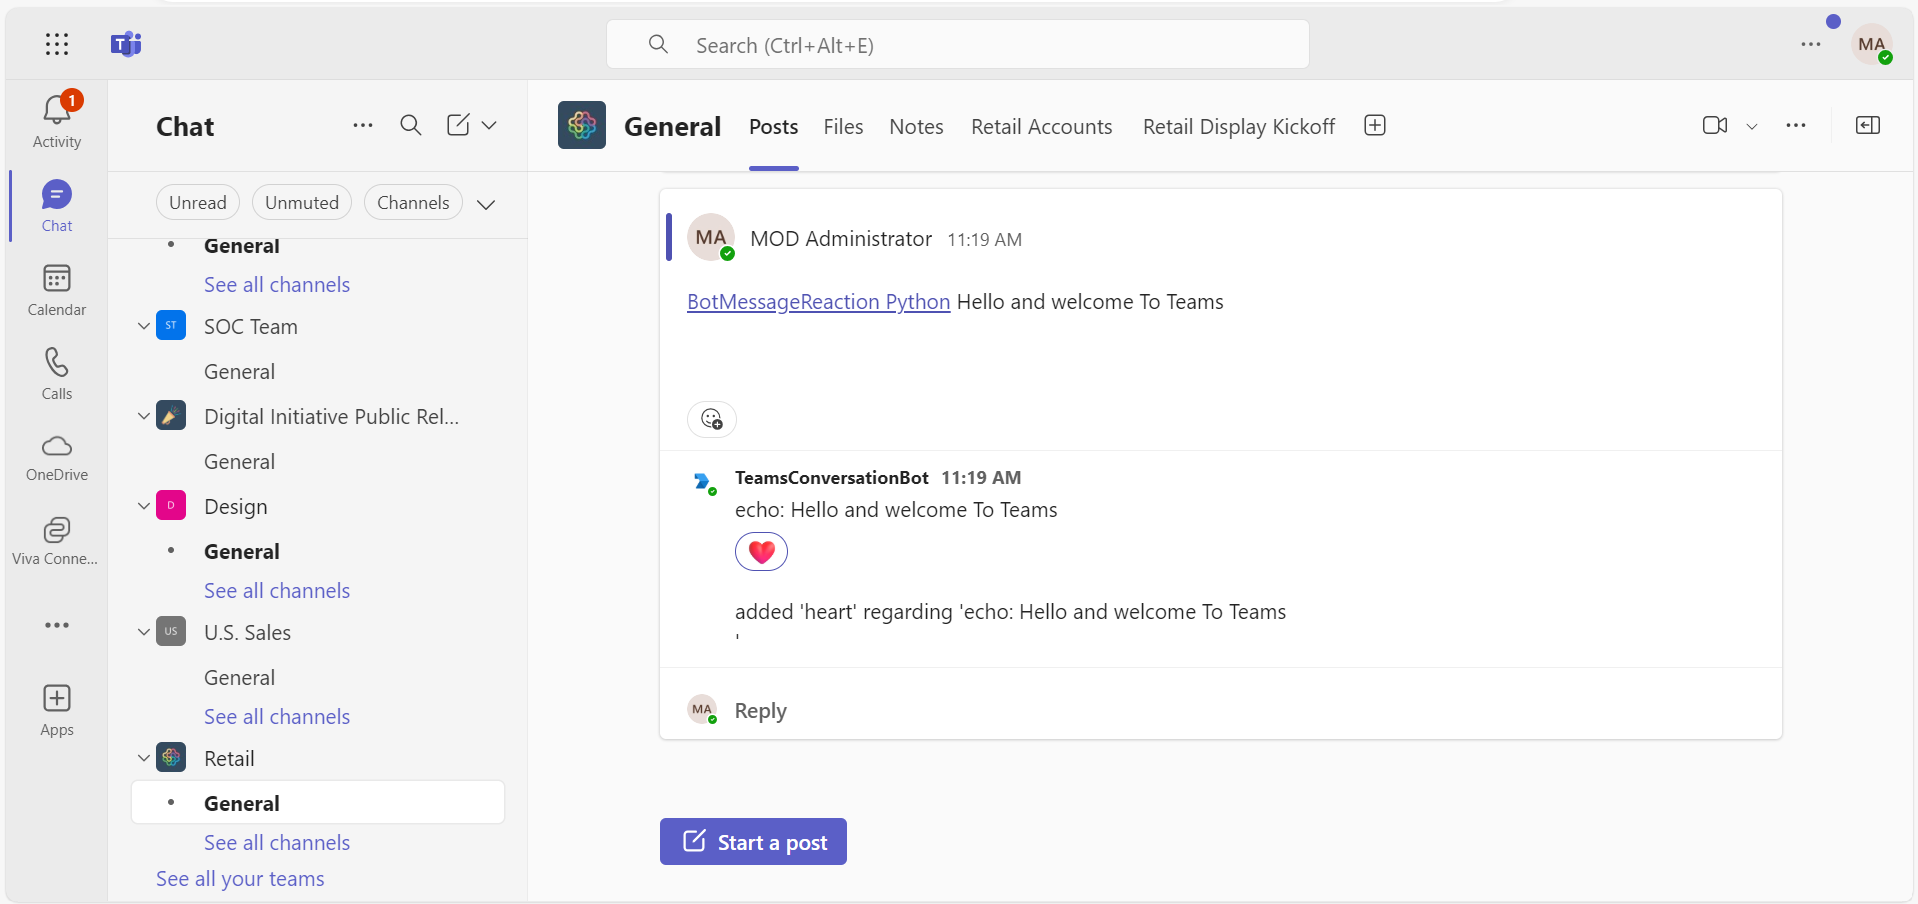 T
Search (Ctrl+Alt+E)
MA
1
Activity
Chat
Calendar
Calls
OneDrive
Viva Conne...
Apps
Chat
Unread
Unmuted
Channels
General
See all channels
ST
SOC Team
General
Digital Initiative Public Rel...
General
D
Design
General
See all channels
US
U.S. Sales
General
See all channels
Retail
General
See all channels
See all your teams
General
Posts
Files
Notes
Retail Accounts
Retail Display Kickoff
MA
MOD Administrator 11:19 AM
BotMessageReaction Python Hello and welcome To Teams
TeamsConversationBot 11:19 AM
echo: Hello and welcome To Teams
added 'heart' regarding 'echo: Hello and welcome To Teams
'
MA
Reply
Start a post